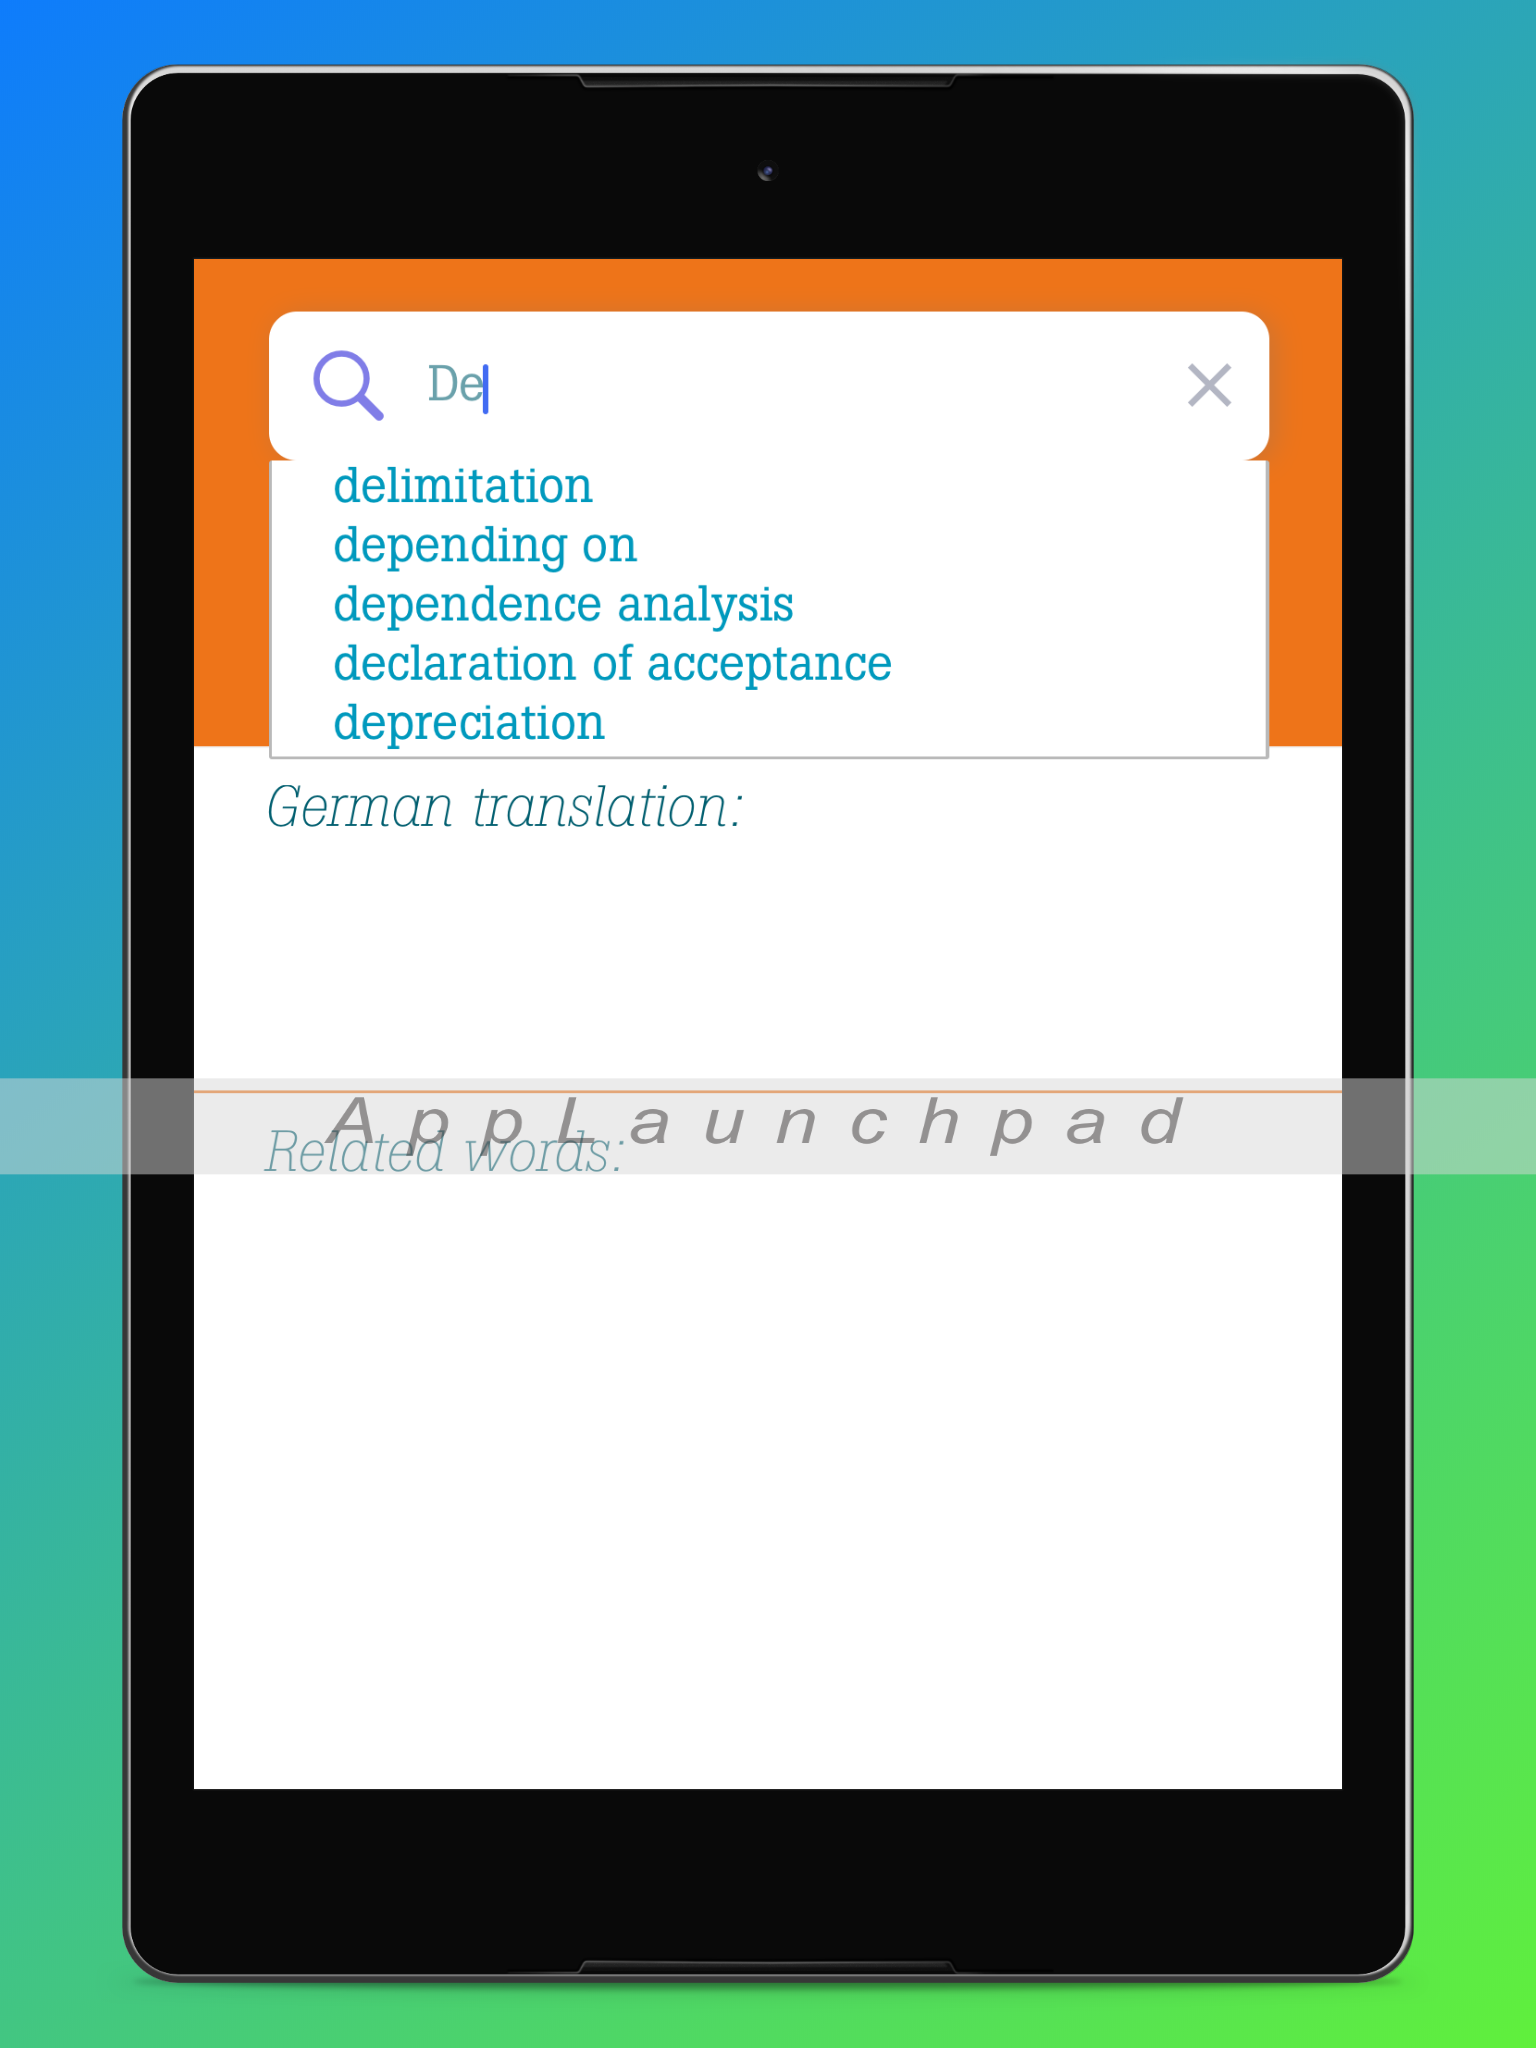 De
delimitation
depending on
dependence analysis
declaration of acceptance
depreciation
German translation:
AppLaunchpad
Related words: